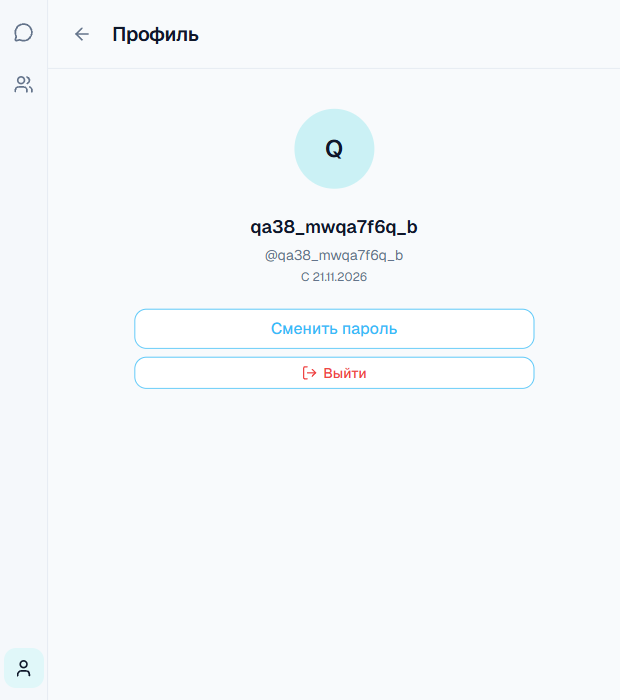 Профиль
Q
qa38_mwqa7f6q_b
@qa38_mwqa7f6q_b
С 21.11.2026
Сменить пароль
Выйти